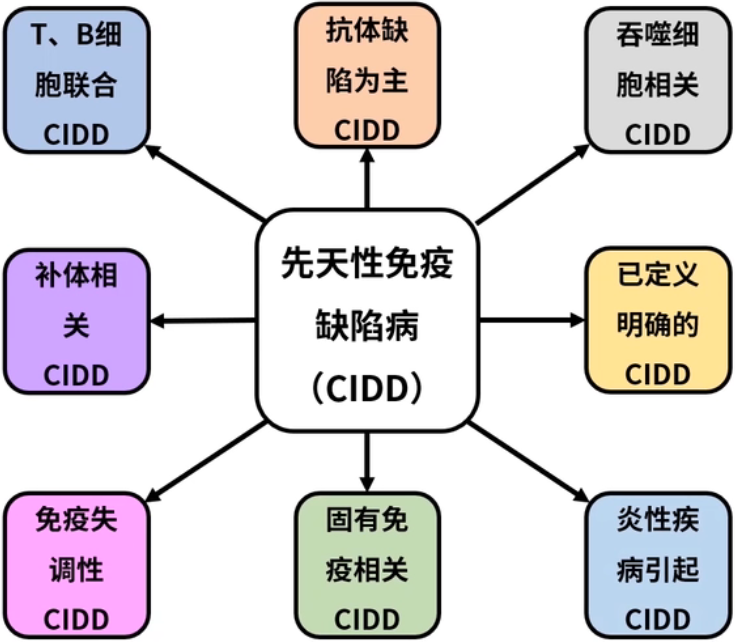 T、B细
胞联合
CIDD
抗体缺
陷为主
CIDD
吞噬细
胞相关
CIDD
补体相
关
CIDD
先天性免疫
缺陷病
（CIDD）
已定义
明确的
CIDD
免疫失
调性
CIDD
固有免
疫相关
CIDD
炎性疾
病引起
CIDD